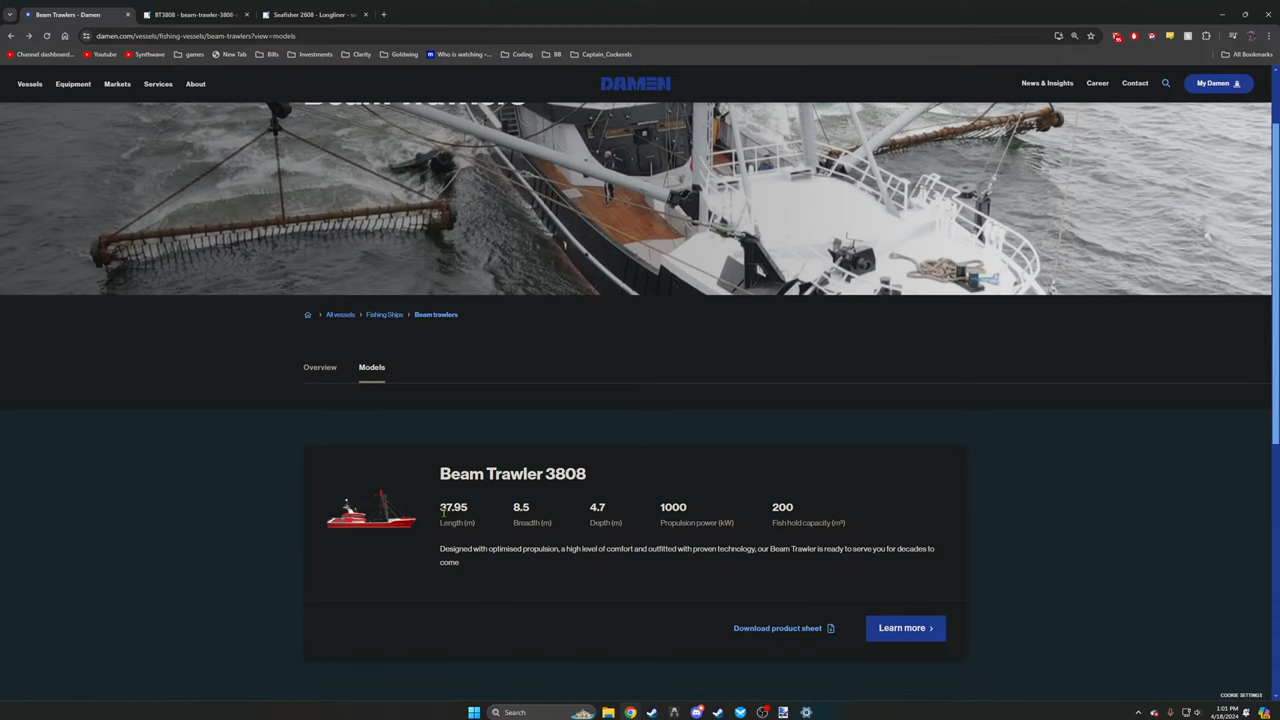 Beam Trawlers - Damen
BT3808 - beam-trawler-3808-
Seafisher 2608 - Longliner - se
damen.com/vessels/fishing-vessels/beam-trawlers?view=models
95
Channel dashboard...
Youtube
Synthwave
games
New Tab
Bills
Investments
Clarity
Goldwing
Who is watching -...
Coding
BB
Captain_Cockerels
All Bookmarks
Vessels
Equipment
Markets
Services
About
DAMEN
News & Insights
Career
Contact
My Damen
Beam Trawlers
All vessels
Fishing Ships
Beam trawlers
Overview
Models
Beam Trawler 3808
37.95
8.5
4.7
1000
200
Length (m)
Breadth (m)
Depth (m)
Propulsion power (kW)
Fish hold capacity (m³)
Designed with optimised propulsion, a high level of comfort and outfitted with proven technology, our Beam Trawler is ready to serve you for decades to
come
Download product sheet
Learn more
COOKIE SETTINGS
Search
1:01 PM
4/18/2024